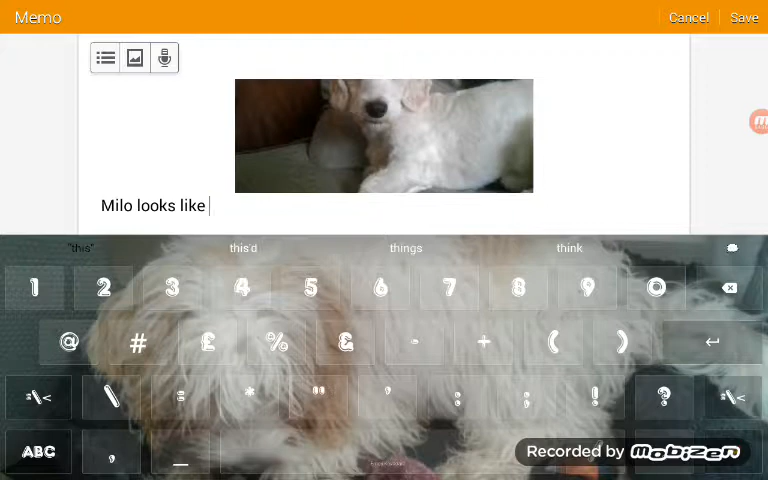 Memo Cancel Save
Milo looks like
"this" this'd things think
1 2 3 4 5 6 7 8 9 0
@ # £ % & - + ( )
=\< \ = * " ' : ; ! ? =\<
ABC , _
Recorded by Mobizen